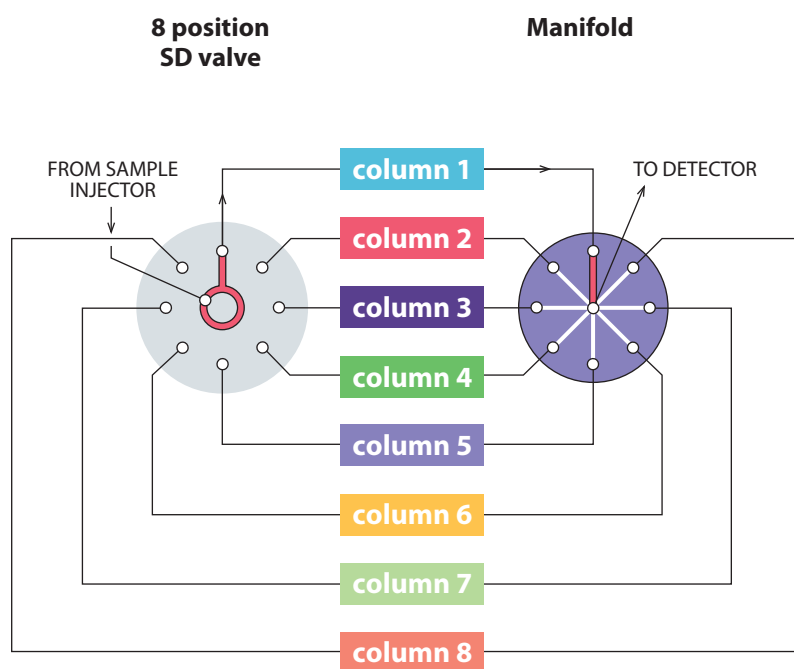 8 position
SD valve
Manifold
FROM SAMPLE
INJECTOR
TO DETECTOR
column 1
column 2
column 3
column 4
column 5
column 6
column 7
column 8